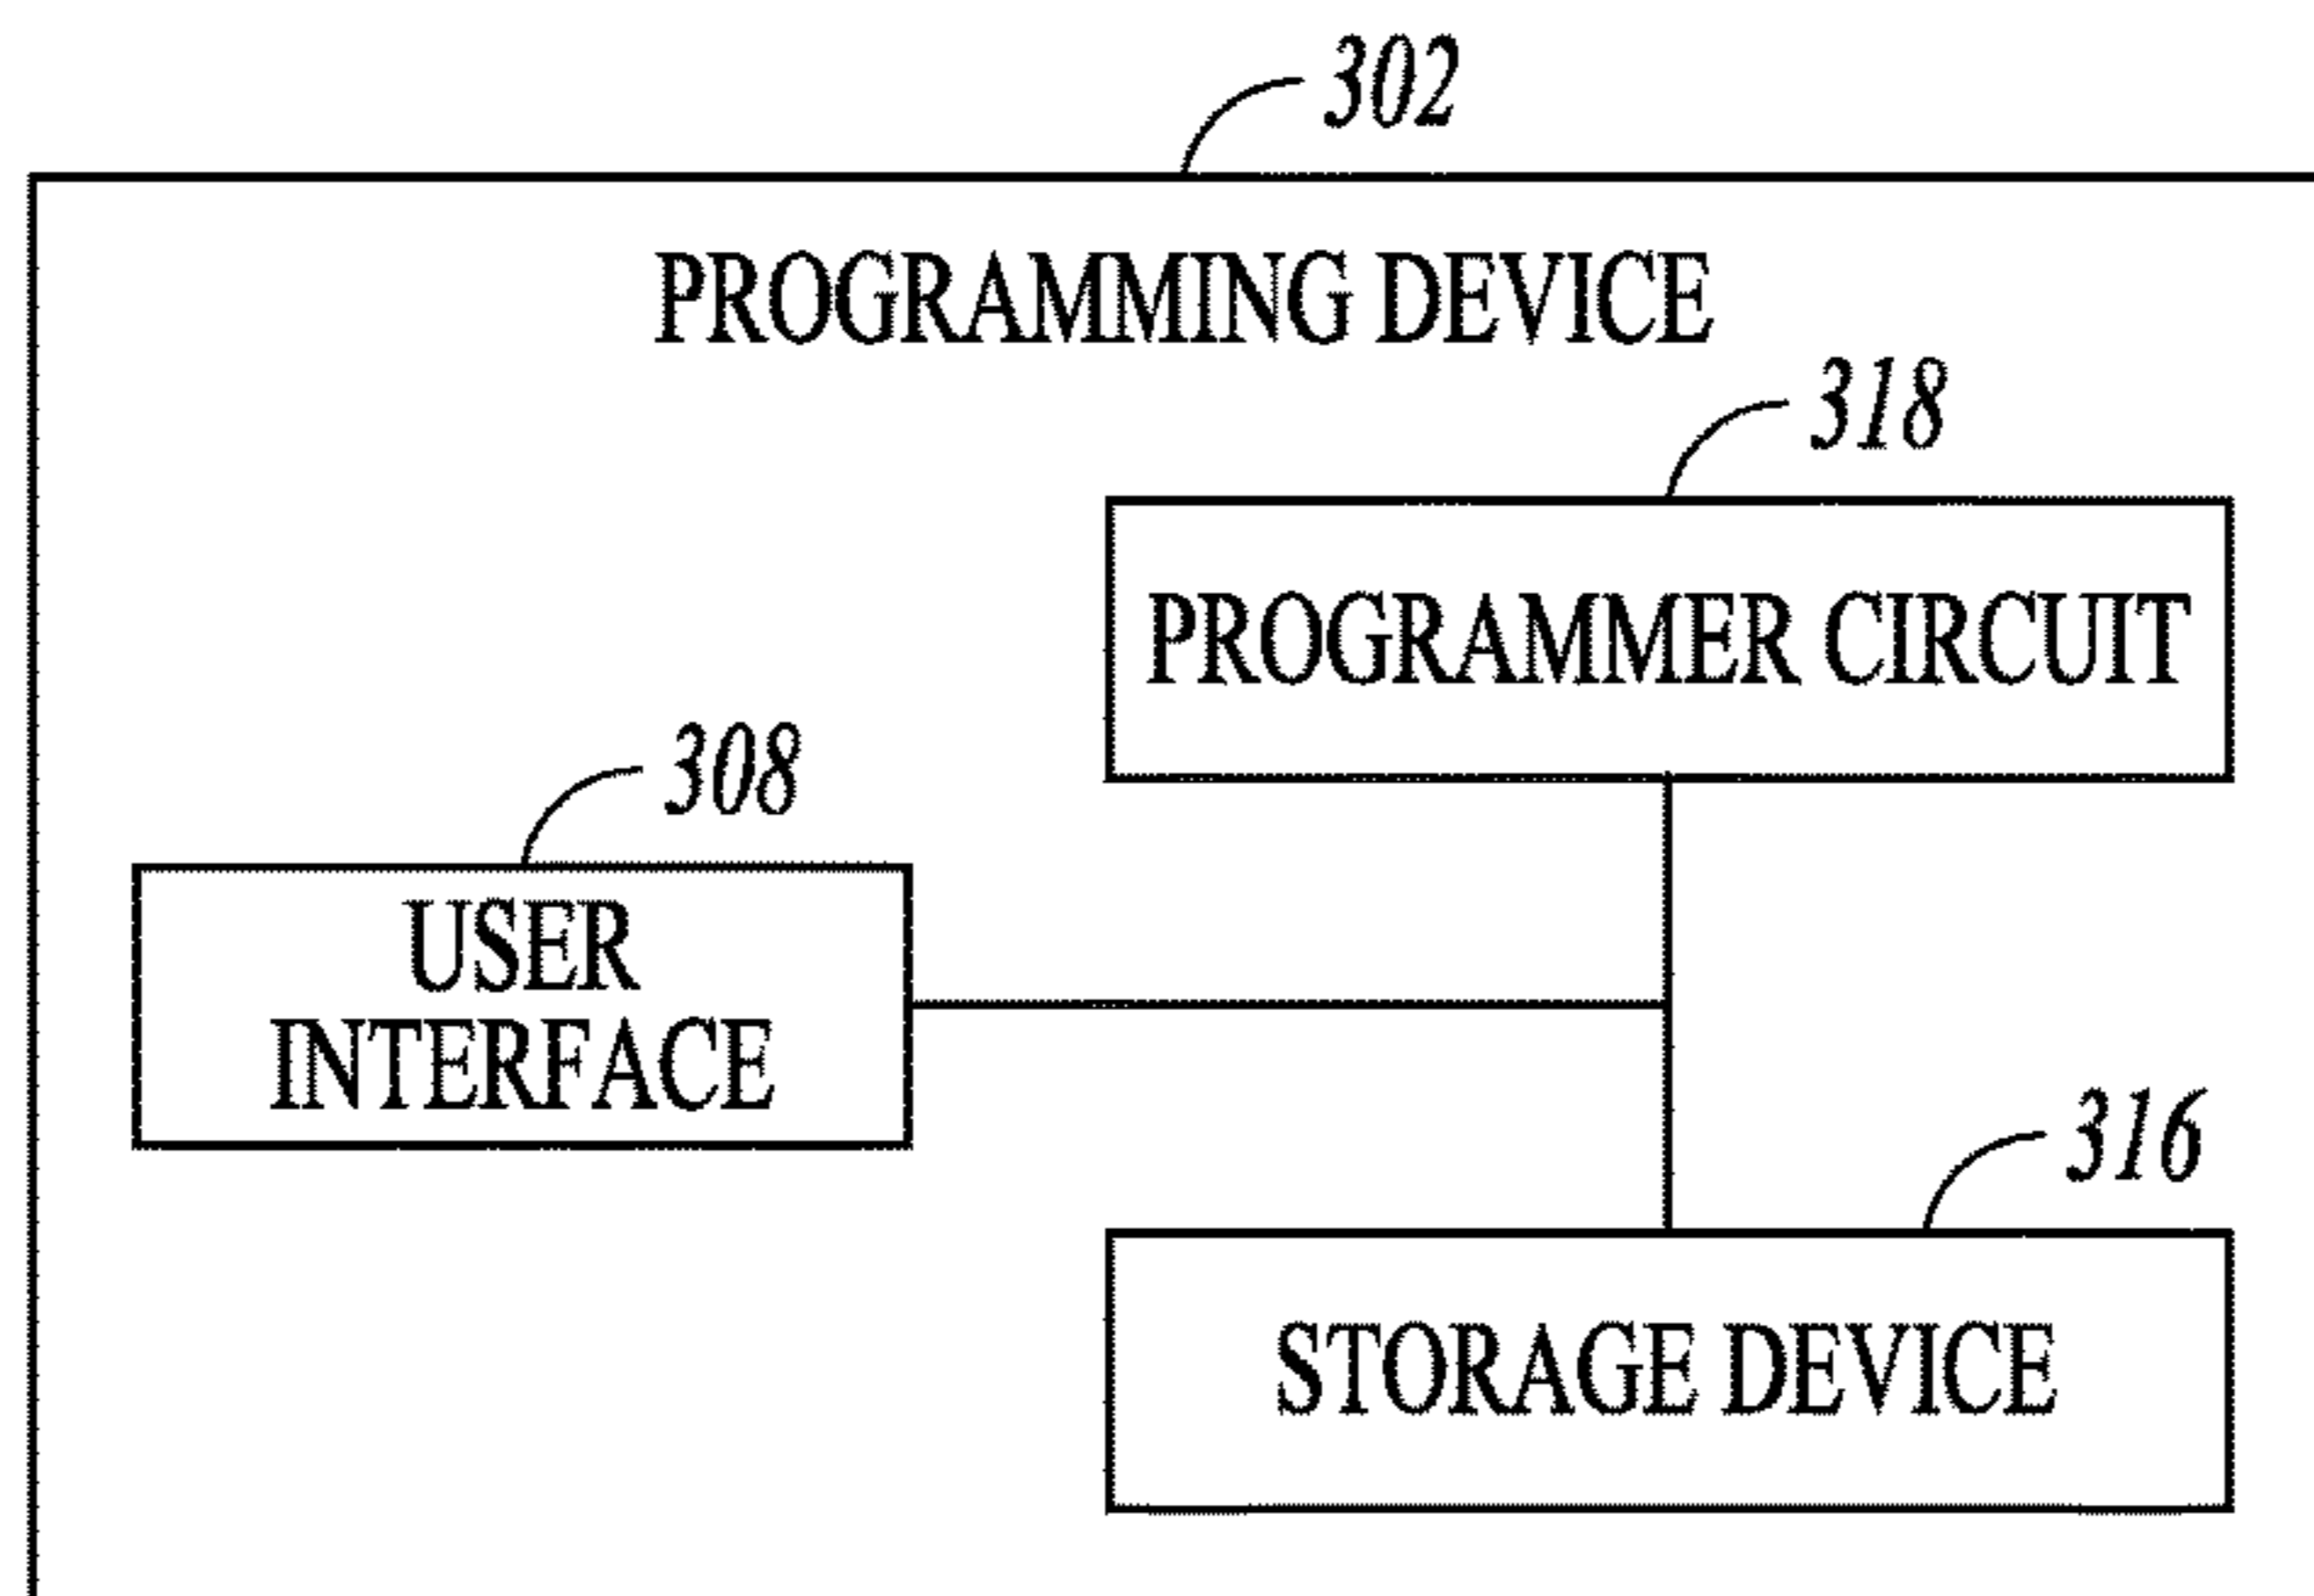 302
PROGRAMMING DEVICE
318
PROGRAMMER CIRCUIT
308
USER
INTERFACE
316
STORAGE DEVICE